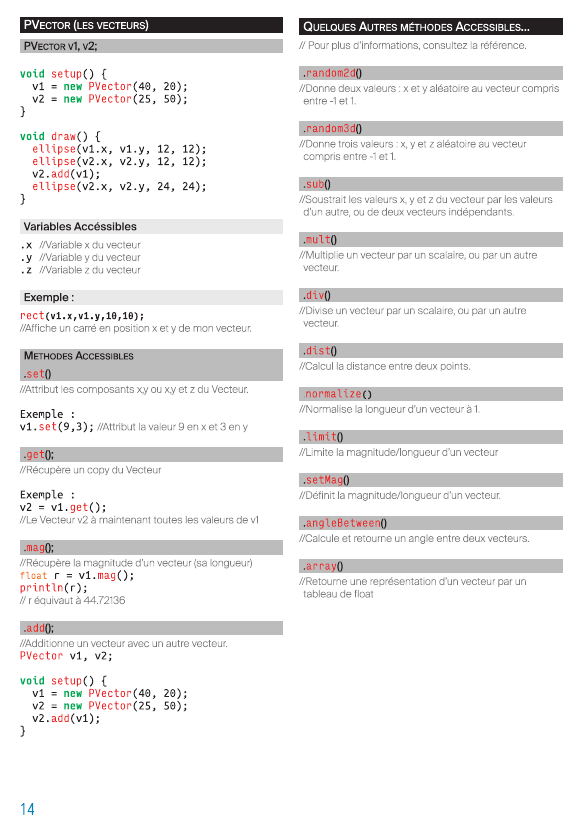 PVector (les vecteurs)
PVector v1, v2;
void setup() {
v1 = new PVector(40, 20);
v2 = new PVector(25, 50);
}
void draw() {
ellipse(v1.x, v1.y, 12, 12);
ellipse(v2.x, v2.y, 12, 12);
v2.add(v1);
ellipse(v2.x, v2.y, 24, 24);
}
Variables Accéssibles
.x //Variable x du vecteur
.y //Variable y du vecteur
.z //Variable z du vecteur
Exemple :
rect(v1.x,v1.y,10,10);
//Affiche un carré en position x et y de mon vecteur.
Methodes Accessibles
.set()
//Attribut les composants x,y ou x,y et z du Vecteur.
Exemple :
v1.set(9,3); //Attribut la valeur 9 en x et 3 en y
.get();
//Récupère un copy du Vecteur
Exemple :
v2 = v1.get();
//Le Vecteur v2 à maintenant toutes les valeurs de v1
.mag();
//Récupère la magnitude d'un vecteur (sa longueur)
float r = v1.mag();
println(r);
// r équivaut à 44.72136
.add();
//Additionne un vecteur avec un autre vecteur.
PVector v1, v2;
void setup() {
v1 = new PVector(40, 20);
v2 = new PVector(25, 50);
v2.add(v1);
}
Quelques Autres méthodes Accessibles...
// Pour plus d'informations, consultez la référence.
.random2d()
//Donne deux valeurs : x et y aléatoire au vecteur compris
entre -1 et 1.
.random3d()
//Donne trois valeurs : x, y et z aléatoire au vecteur
compris entre -1 et 1.
.sub()
//Soustrait les valeurs x, y et z du vecteur par les valeurs
d'un autre, ou de deux vecteurs indépendants.
.mult()
//Multiplie un vecteur par un scalaire, ou par un autre
vecteur.
.div()
//Divise un vecteur par un scalaire, ou par un autre
vecteur.
.dist()
//Calcul la distance entre deux points.
.normalize()
//Normalise la longueur d'un vecteur à 1.
.limit()
//Limite la magnitude/longueur d'un vecteur
.setMag()
//Définit la magnitude/longueur d'un vecteur.
.angleBetween()
//Calcule et retourne un angle entre deux vecteurs.
.array()
//Retourne une représentation d'un vecteur par un
tableau de float
14